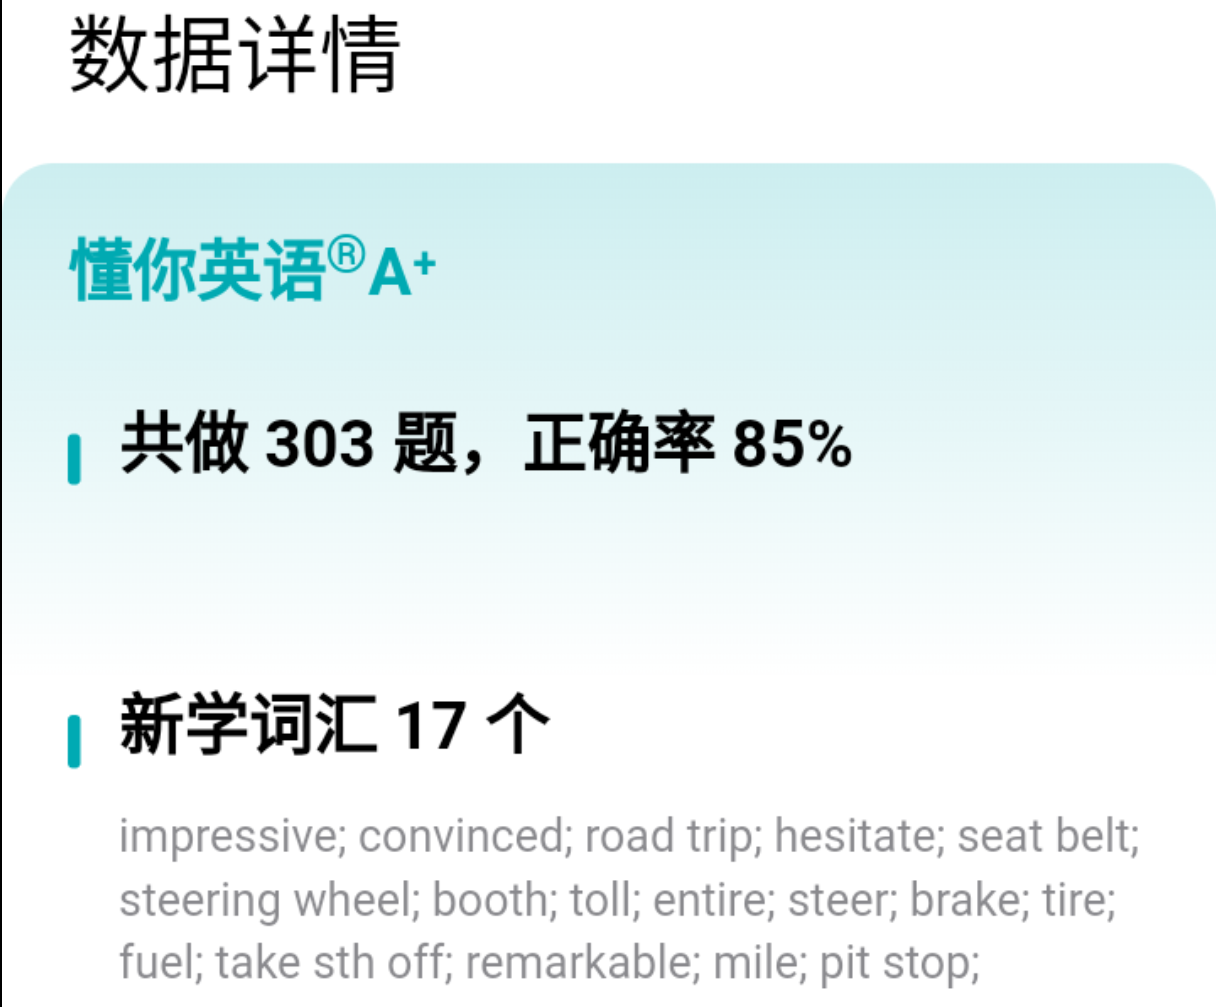 数据详情
懂你英语®A+
共做 303 题，正确率 85%
新学词汇 17 个
impressive; convinced; road trip; hesitate; seat belt;
steering wheel; booth; toll; entire; steer; brake; tire;
fuel; take sth off; remarkable; mile; pit stop;